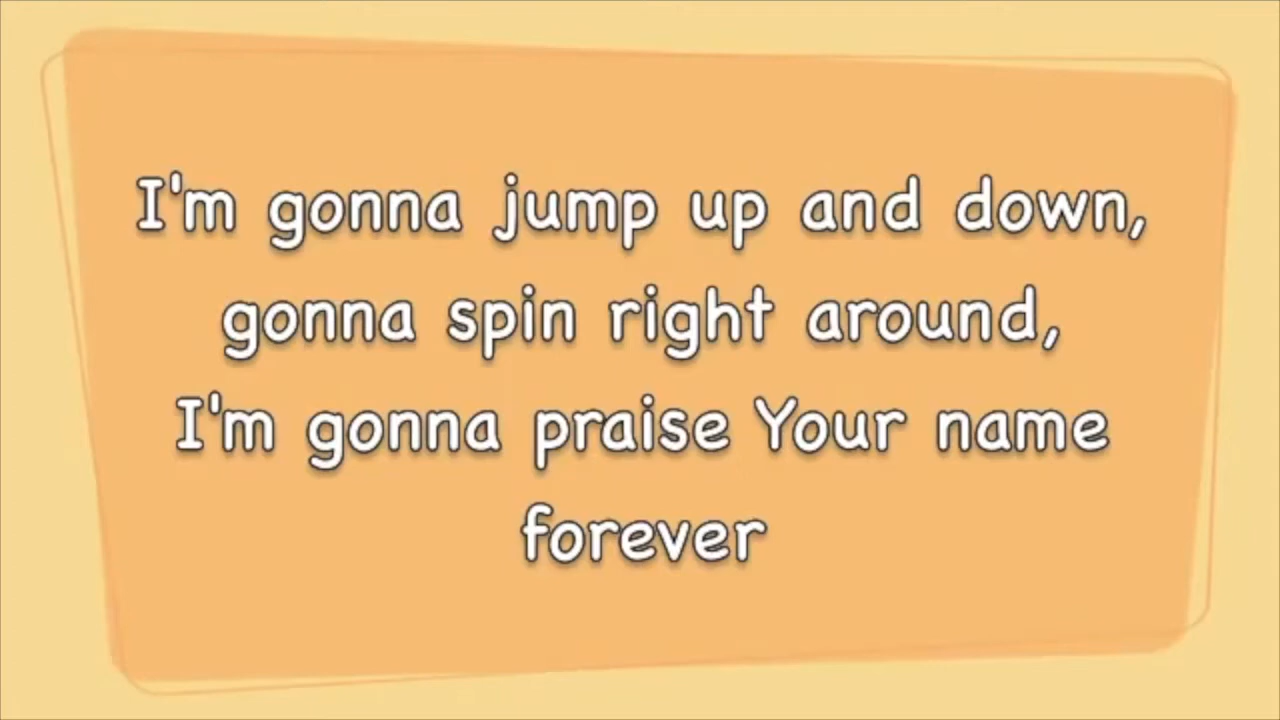 I'm gonna jump up and down,
gonna spin right around,
I'm gonna praise Your name
forever